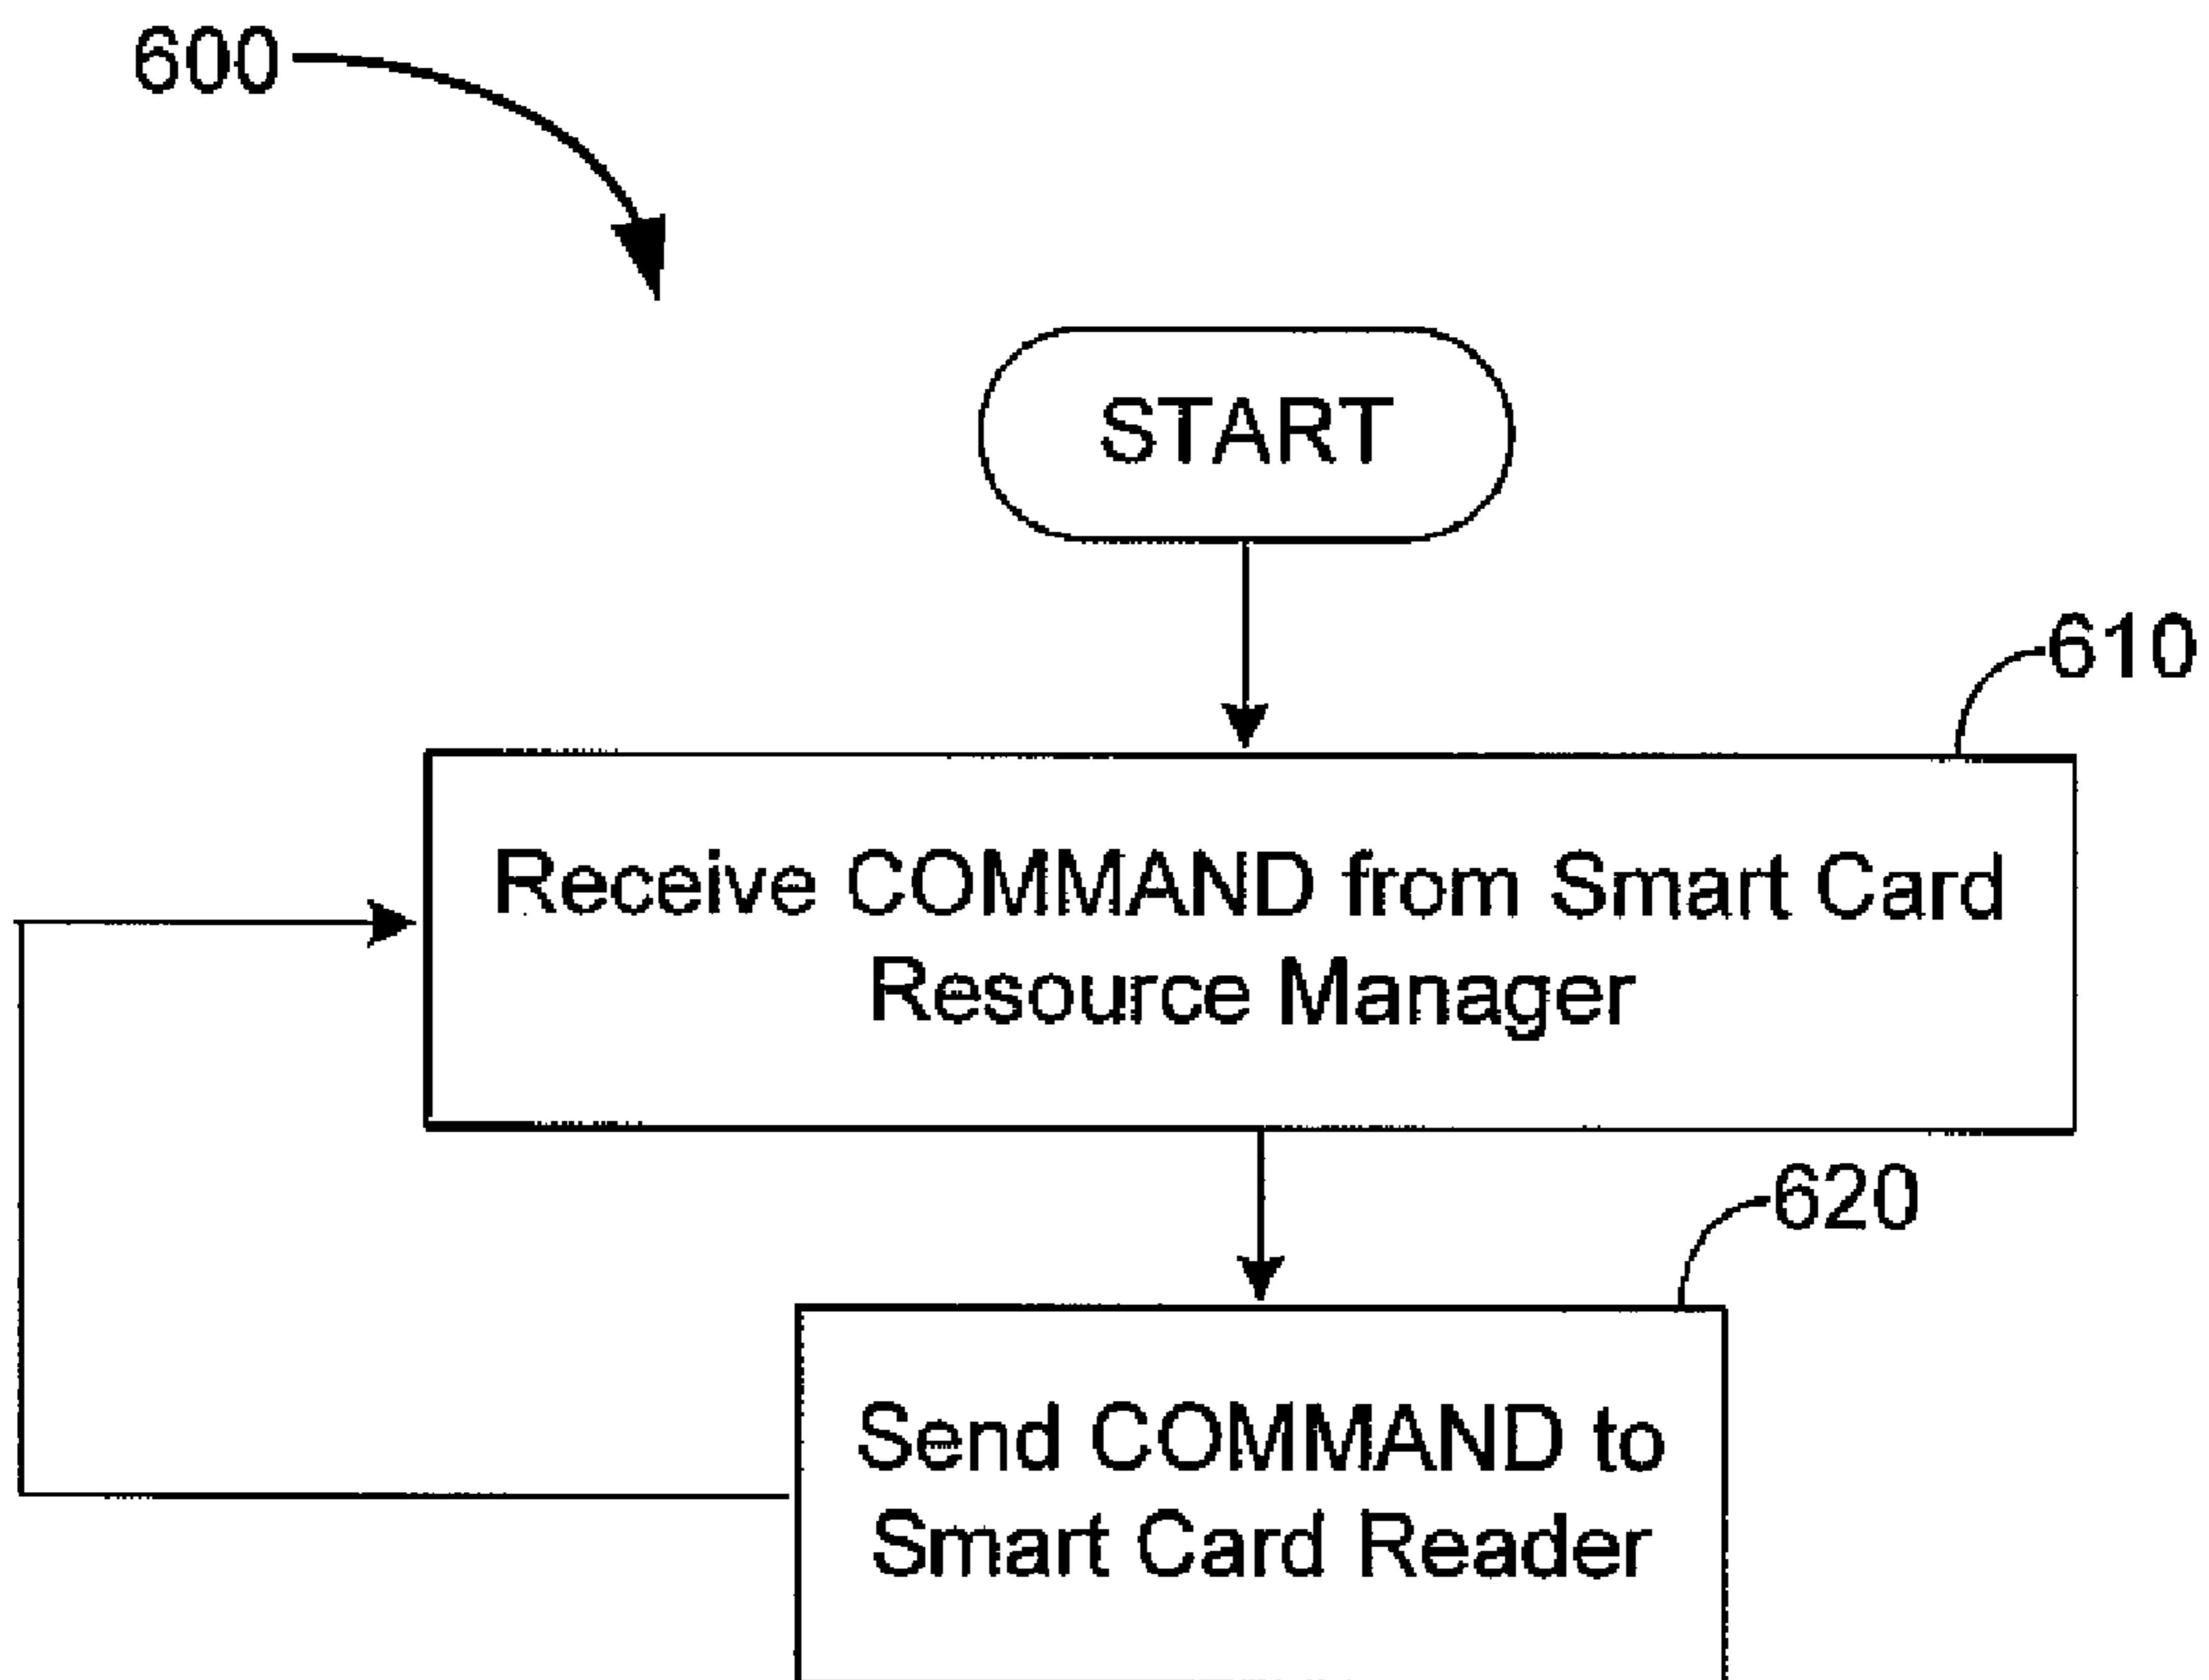 600
START
610
Receive COMMAND from Smart Card
Resource Manager
620
Send COMMAND to
Smart Card Reader